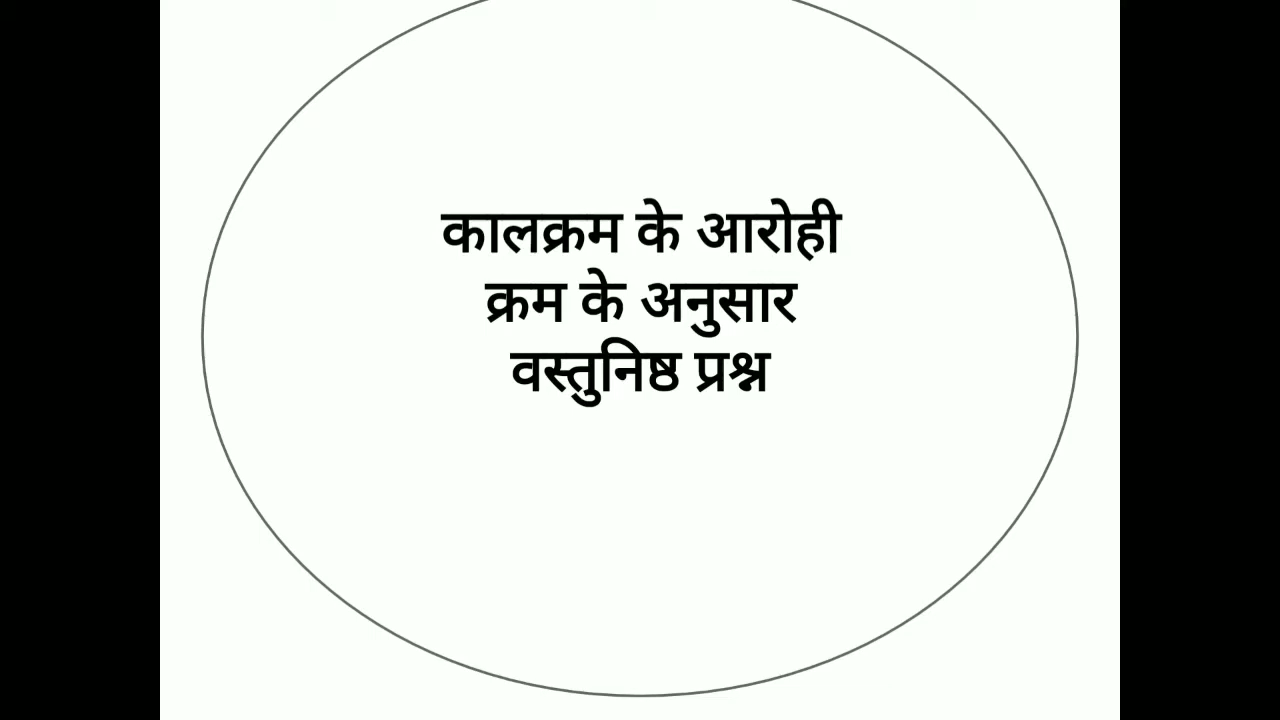 कालक्रम के आरोही
क्रम के अनुसार
वस्तुनिष्ठ प्रश्न